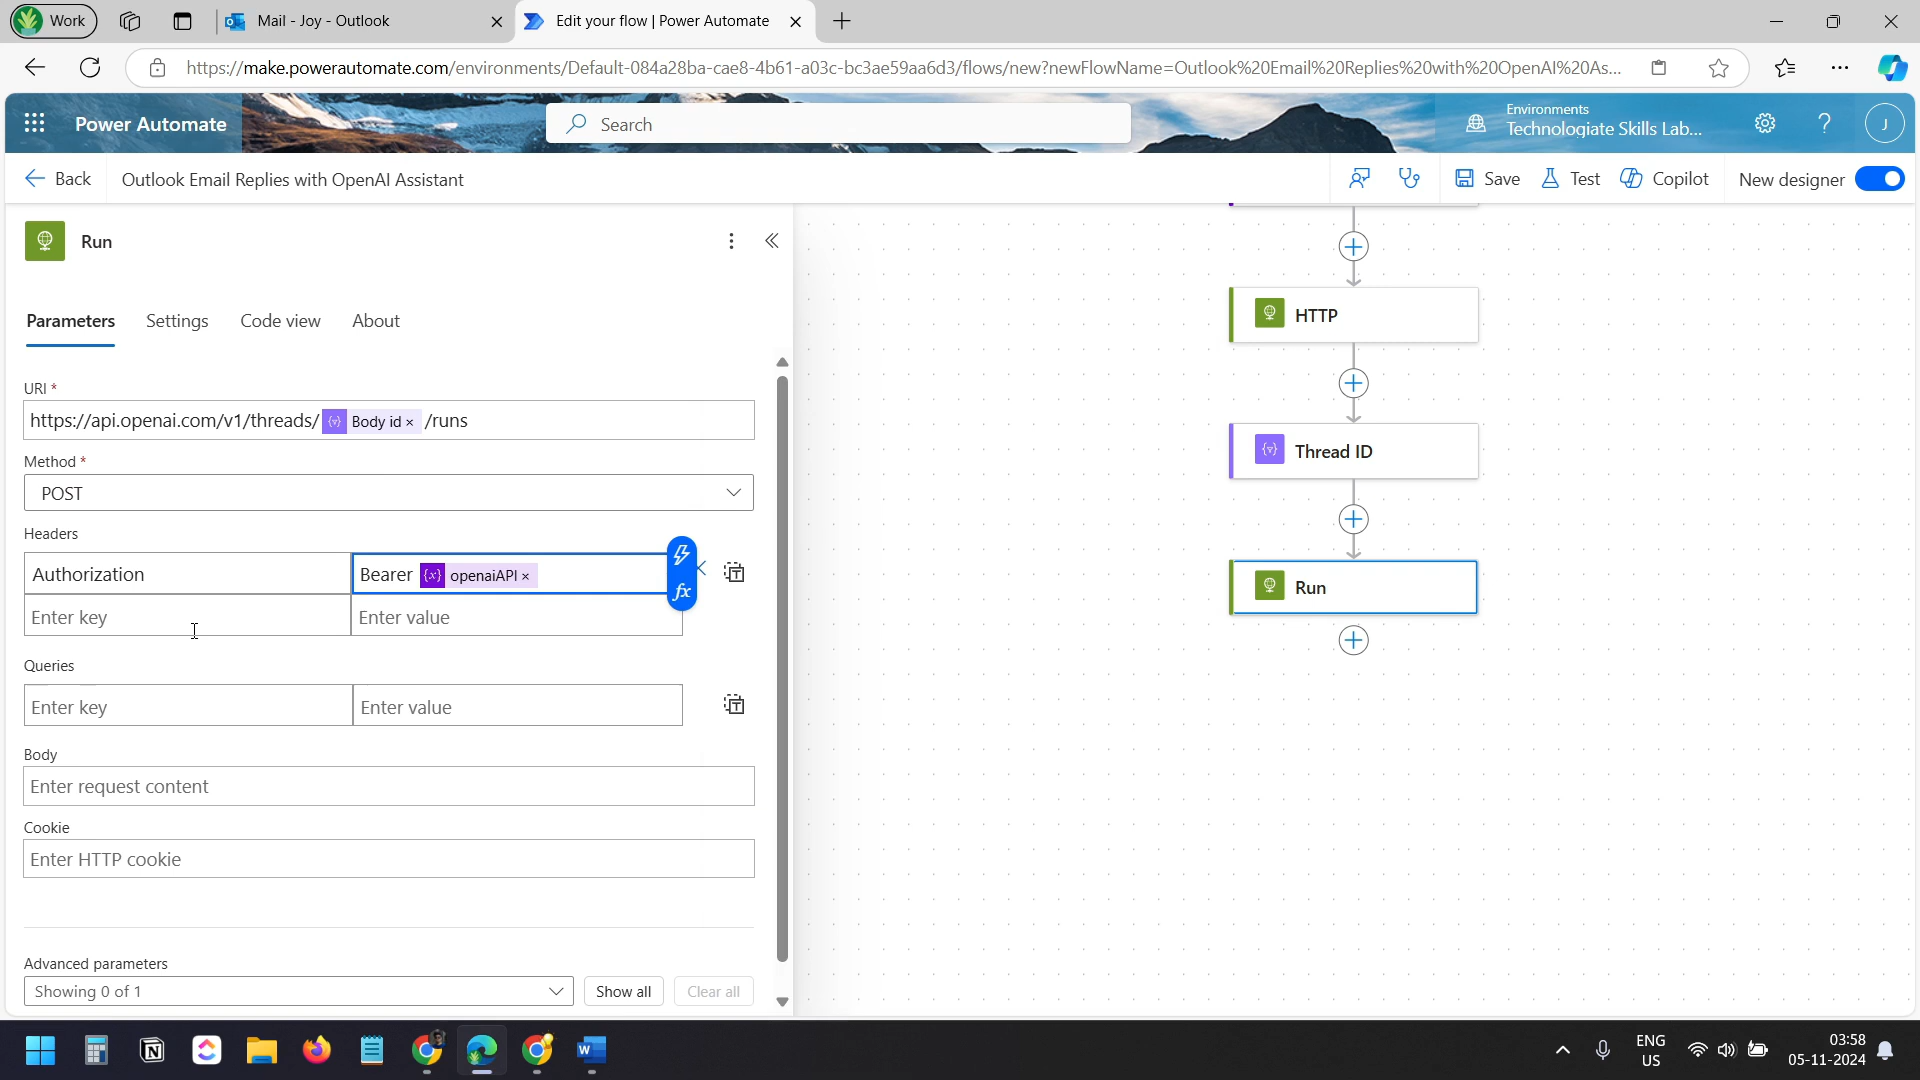 Work
Mail - Joy - Outlook
Edit your flow | Power Automate
https://make.powerautomate.com/environments/Default-084a28ba-cae8-4b61-a03c-bc3ae59aa6d3/flows/new?newFlowName=Outlook%20Email%20Replies%20with%20OpenAI%20As...
Power Automate
Search
Environments
Technologiate Skills Lab...
J
Back
Outlook Email Replies with OpenAI Assistant
Save
Test
Copilot
New designer
Run
Parameters
Settings
Code view
About
URI *
https://api.openai.com/v1/threads/ Body id × /runs
Method *
POST
Headers
Authorization
Bearer {x} openaiAPI ×
fx
Enter key
Enter value
Queries
Enter key
Enter value
Body
Enter request content
Cookie
Enter HTTP cookie
Advanced parameters
Showing 0 of 1
Show all
Clear all
HTTP
Thread ID
Run
ENG
US
03:58
05-11-2024